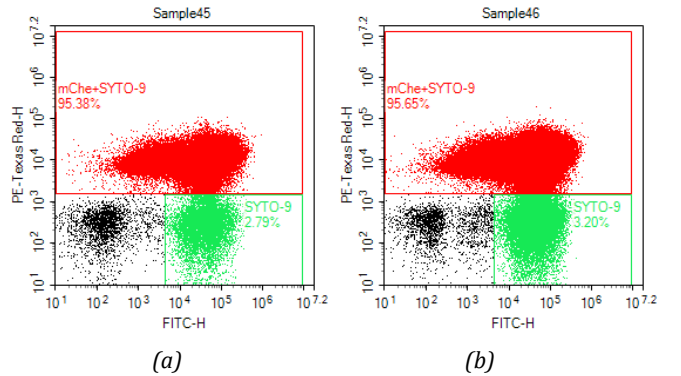 Sample45
PE-Texas Red-H
10^7.2
10^6
10^5
10^4
10^3
10^2
10^1
mChe+SYTO-9
95.38%
SYTO-9
2.79%
10^1 10^2 10^3 10^4 10^5 10^6 10^7.2
FITC-H
(a)
Sample46
PE-Texas Red-H
10^7.2
10^6
10^5
10^4
10^3
10^2
10^1
mChe+SYTO-9
95.65%
SYTO-9
3.20%
10^1 10^2 10^3 10^4 10^5 10^6 10^7.2
FITC-H
(b)